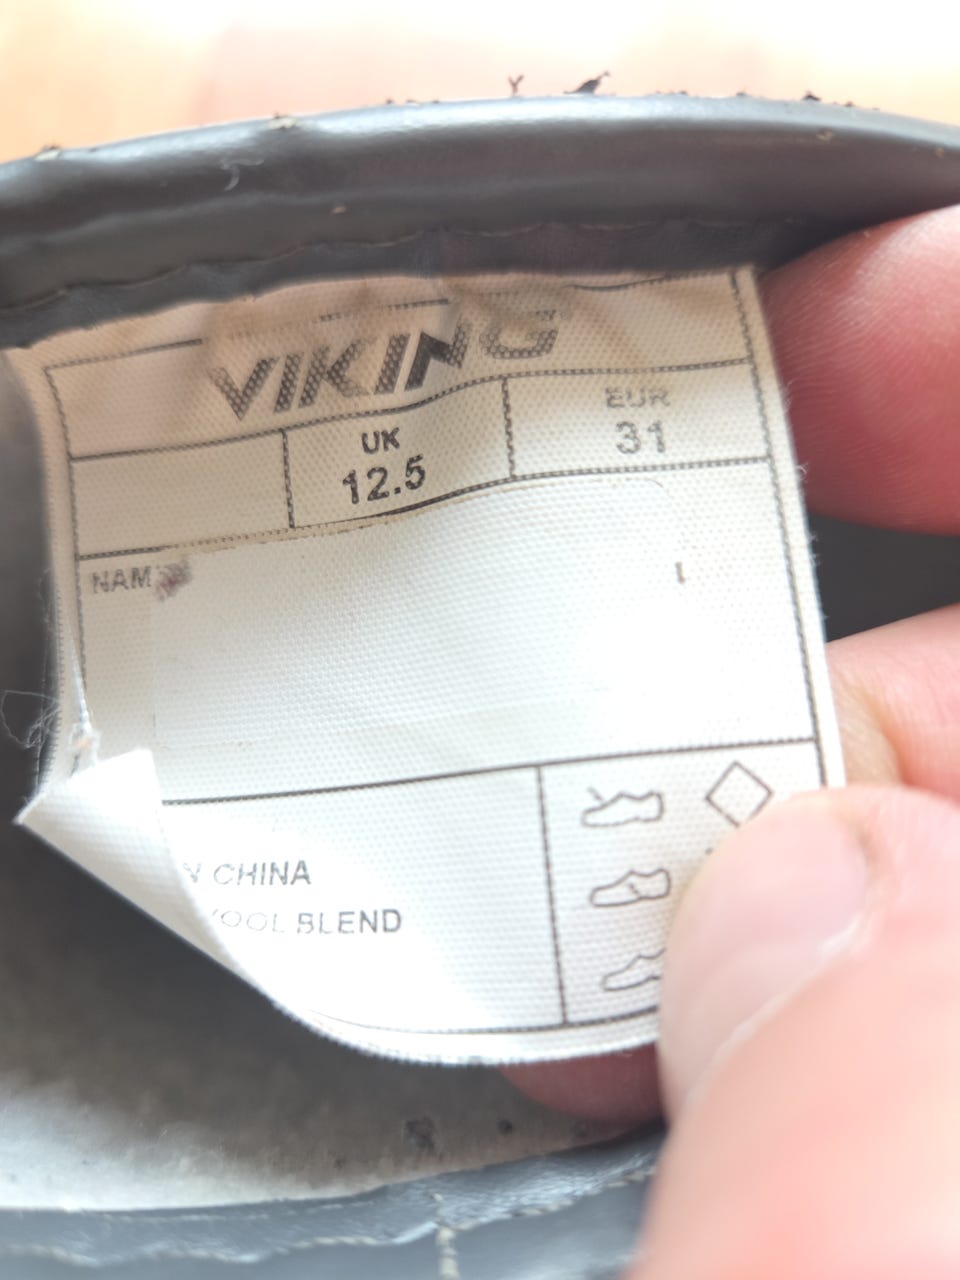 VIKING
UK
12.5
EUR
31
NAM
N CHINA
OOL BLEND